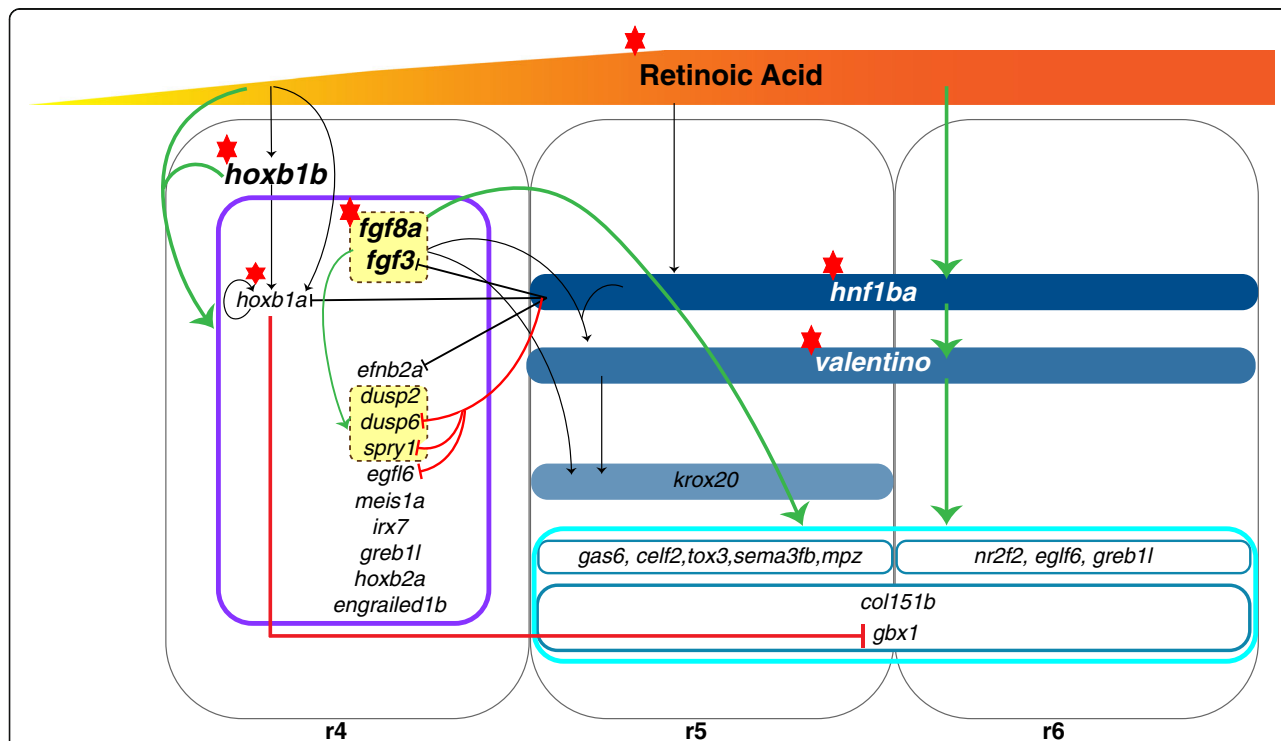 Retinoic Acid
hoxb1b
fgf8a
fgf3
hoxb1a
hnf1ba
valentino
efnb2a
dusp2
dusp6
spry1
egfl6
meis1a
irx7
greb1l
hoxb2a
engrailed1b
krox20
gas6, celf2,tox3,sema3fb,mpz
nr2f2, eglf6, greb1l
col151b
gbx1
r4
r5
r6